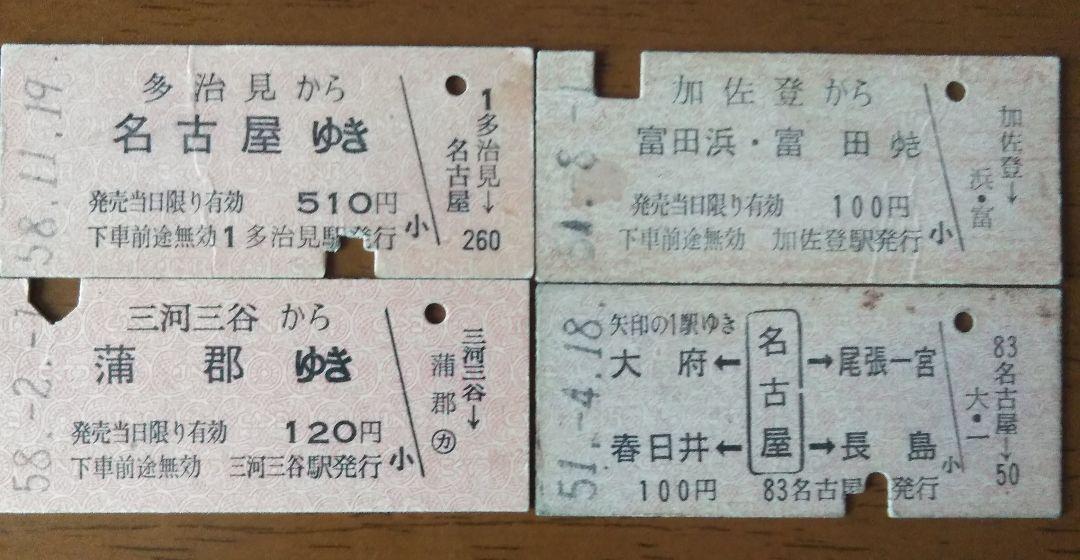 58.11.19.
多治見から
名古屋ゆき
発売当日限り有効 510円
下車前途無効 1 多治見駅発行 小
1多治見→
名古屋
260
加佐登から
富田浜・富田ゆき
発売当日限り有効 100円
下車前途無効 加佐登駅発行 小
加佐登→
浜・富
58.-2.-1
三河三谷から
蒲郡ゆき
発売当日限り有効 120円
下車前途無効 三河三谷駅発行 小
三河三谷→
蒲郡カ
51.-4.18.
矢印の1駅ゆき
大府← 名古屋 →尾張一宮
春日井← →長島
100円 83名古屋 発行 小
83名古屋→
大・一
50